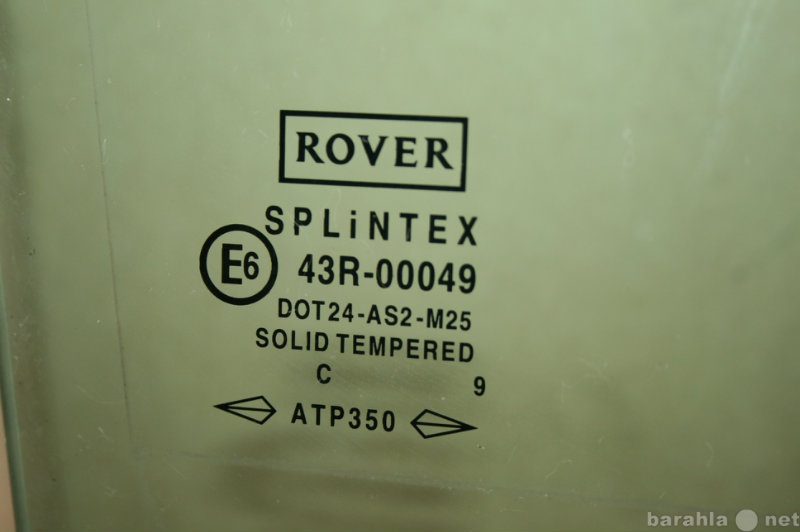 ROVER
SPLiNTEX
E6 43R-00049
DOT24-AS2-M25
SOLID TEMPERED
C 9
ATP350
barahla net